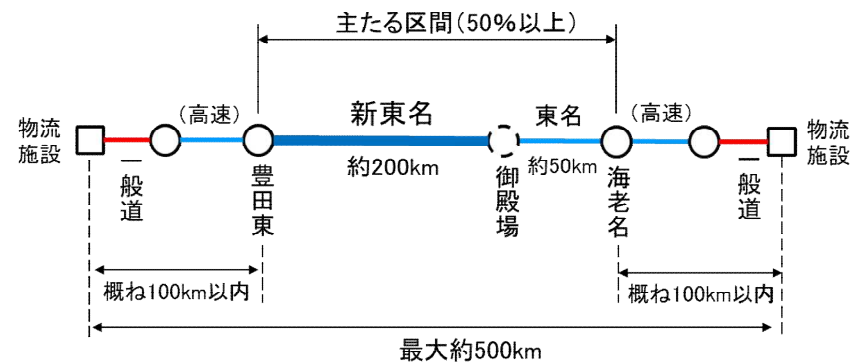 主たる区間（50％以上）
物流
施設
（高速）
新東名
東名
（高速）
物流
施設
一般道
豊田東
約200km
御殿場
約50km
海老名
一般道
概ね100km以内
概ね100km以内
最大約500km